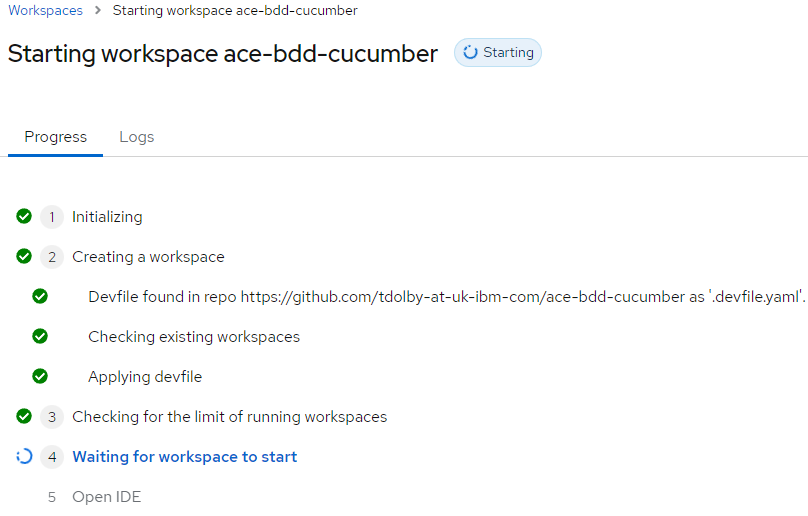 Workspaces > Starting workspace ace-bdd-cucumber
Starting workspace ace-bdd-cucumber Starting
Progress Logs
1 Initializing
2 Creating a workspace
Devfile found in repo https://github.com/tdolby-at-uk-ibm-com/ace-bdd-cucumber as '.devfile.yaml'.
Checking existing workspaces
Applying devfile
3 Checking for the limit of running workspaces
4 Waiting for workspace to start
5 Open IDE